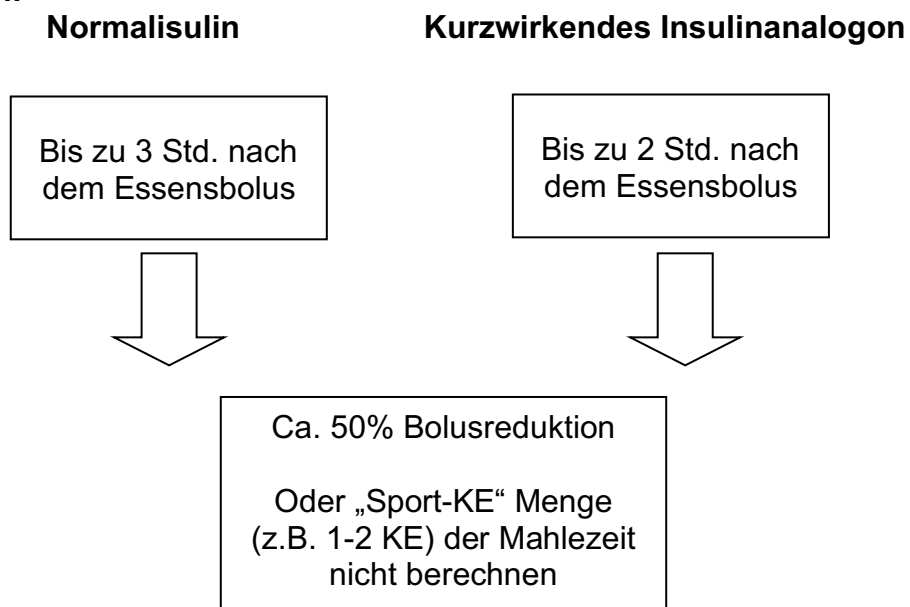 Normalisulin
Kurzwirkendes Insulinanalogon
Bis zu 3 Std. nach
dem Essensbolus
Bis zu 2 Std. nach
dem Essensbolus
Ca. 50% Bolusreduktion
Oder „Sport-KE“ Menge
(z.B. 1-2 KE) der Mahlezeit
nicht berechnen